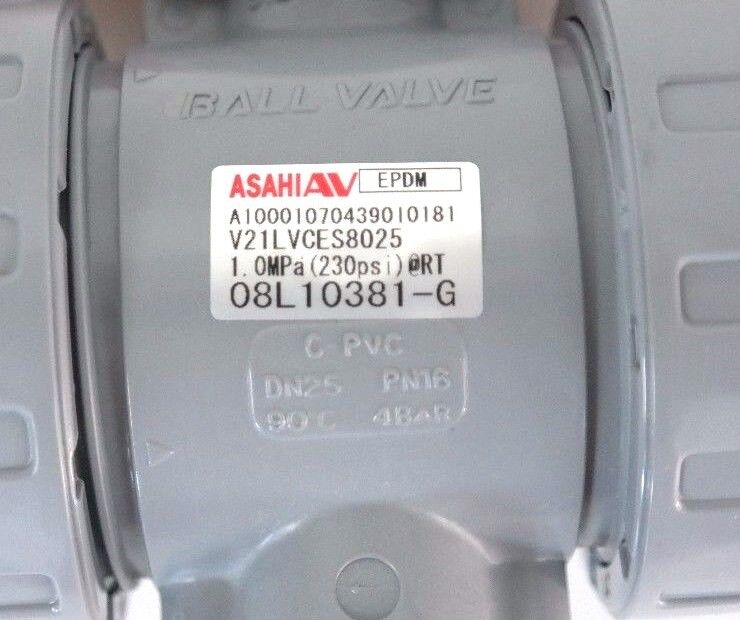 BALL VALVE
ASAHI AV EPDM
A10001070439010181
V21LVCES8025
1.0MPa(230psi)@RT
08L10381-G
C-PVC
DN25 PN16
90°C 4BAR